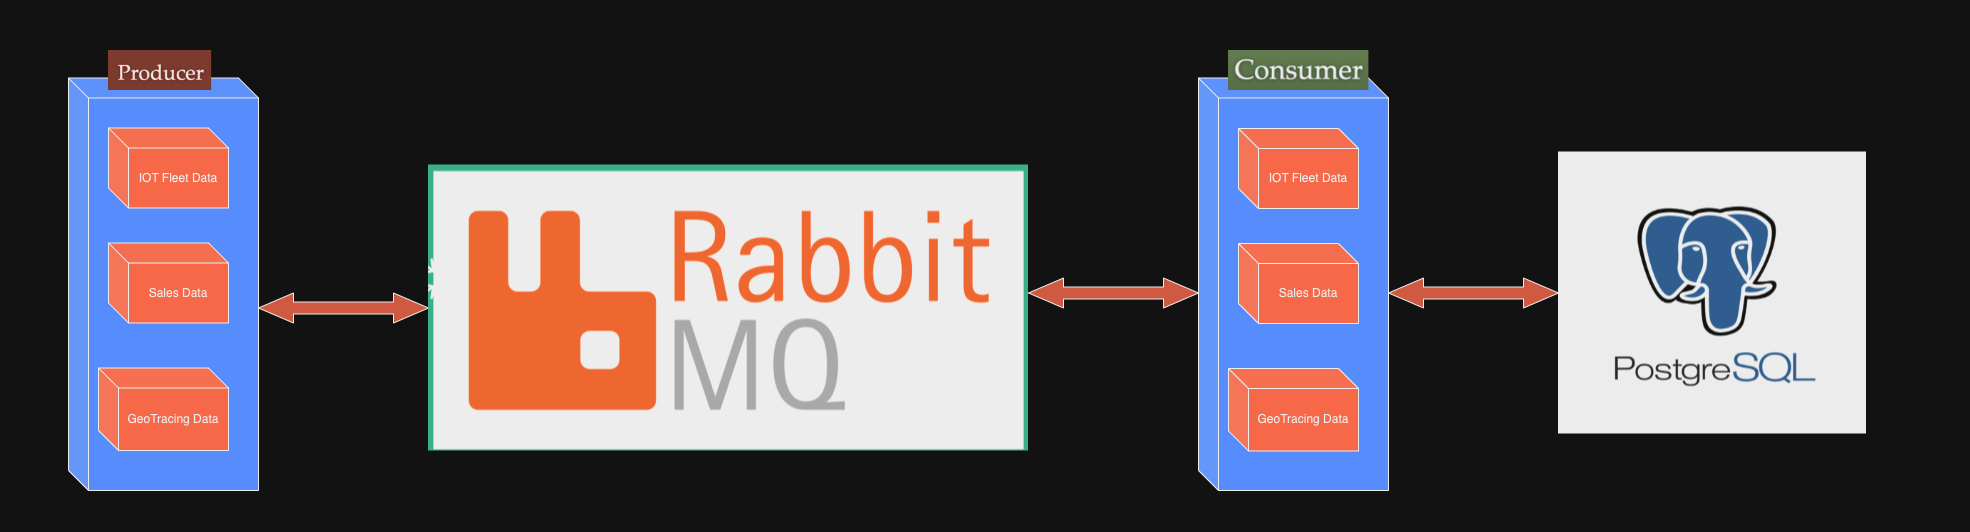 Producer
IOT Fleet Data
Sales Data
GeoTracing Data
Rabbit
MQ
Consumer
IOT Fleet Data
Sales Data
GeoTracing Data
PostgreSQL